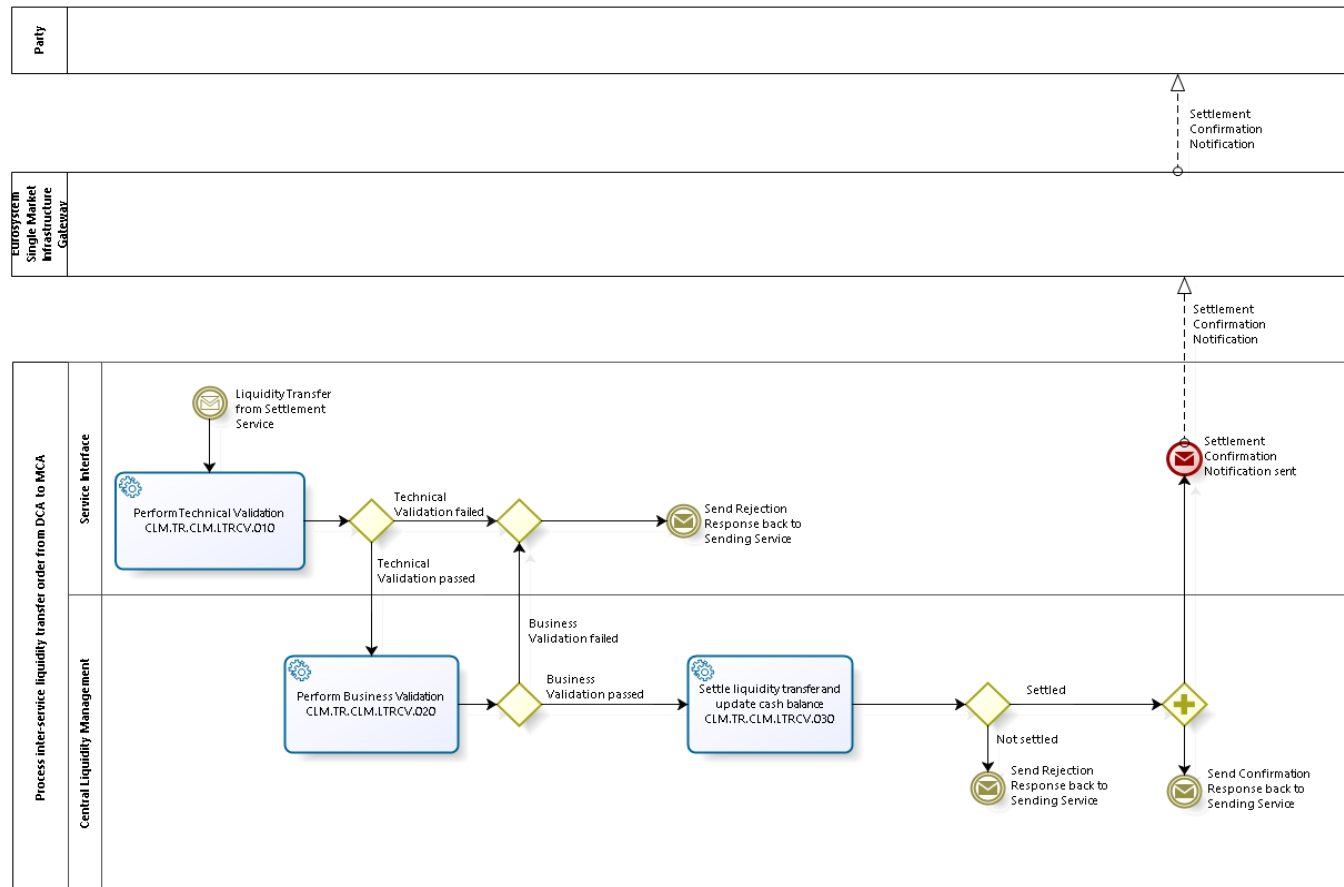 Party
Settlement
Confirmation
Notification
Eurosystem
Single Market
Infrastructure
Gateway
Settlement
Confirmation
Notification
Process inter-service liquidity transfer order from DCA to MCA
Service Interface
Liquidity Transfer
from Settlement
Service
Settlement
Confirmation
Notification sent
Perform Technical Validation
CLM.TR.CLM.LTRCV.010
Technical
Validation failed
Send Rejection
Response back to
Sending Service
Technical
Validation passed
Central Liquidity Management
Business
Validation failed
Perform Business Validation
CLM.TR.CLM.LTRCV.020
Business
Validation passed
Settle liquidity transfer and
update cash balance
CLM.TR.CLM.LTRCV.030
Settled
Not settled
Send Rejection
Response back to
Sending Service
Send Confirmation
Response back to
Sending Service